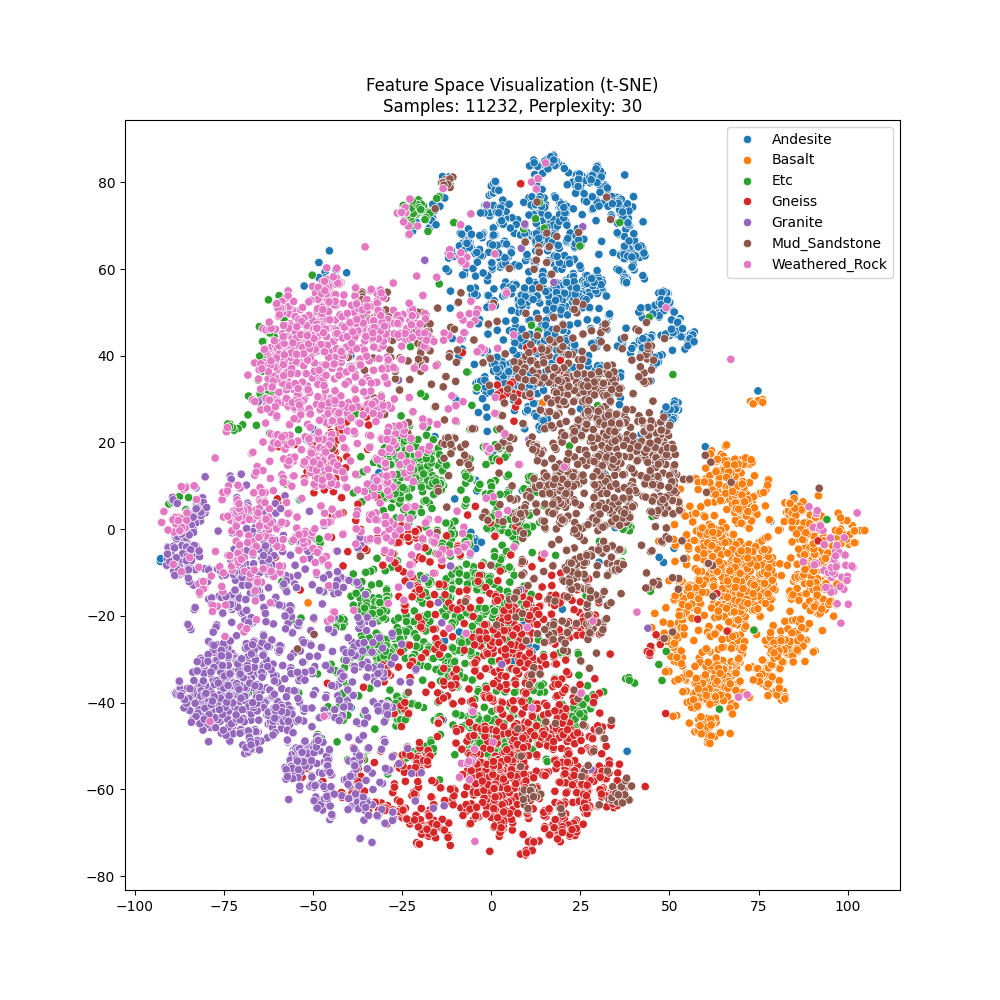 Feature Space Visualization (t-SNE)
Samples: 11232, Perplexity: 30
Andesite
Basalt
Etc
Gneiss
Granite
Mud_Sandstone
Weathered_Rock
80
60
40
20
0
−20
−40
−60
−80
−100
−75
−50
−25
0
25
50
75
100